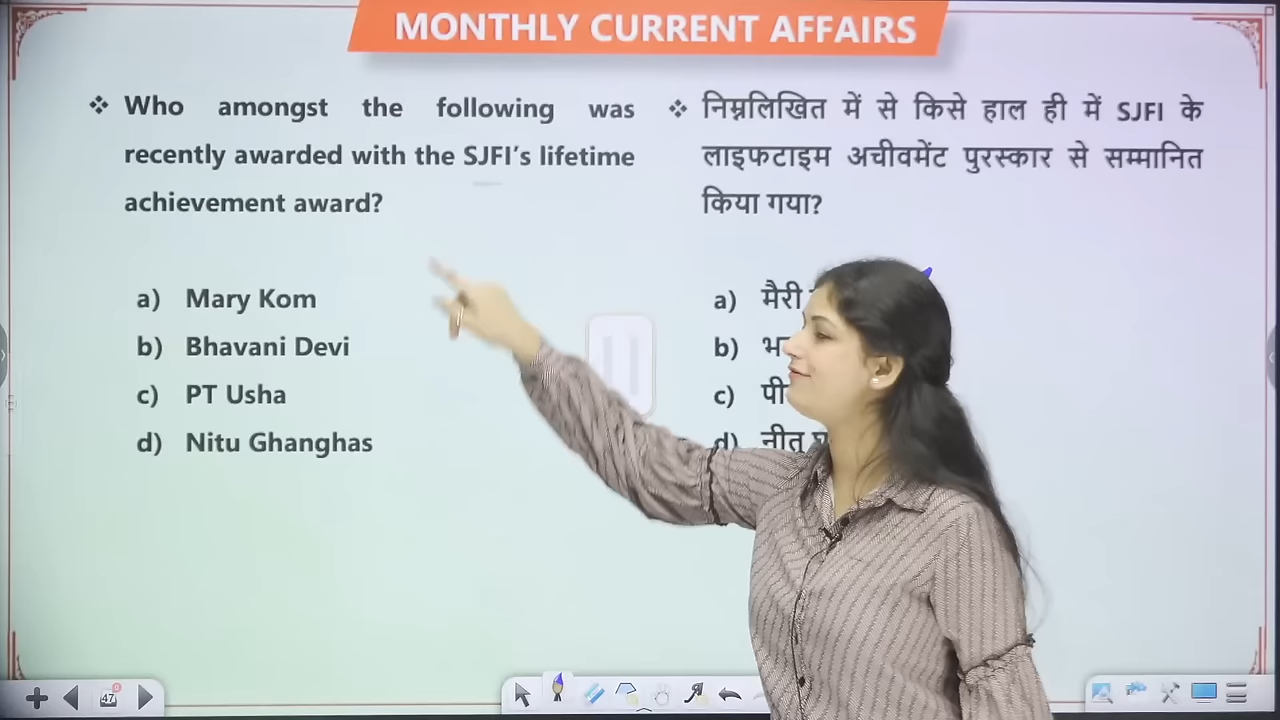 MONTHLY CURRENT AFFAIRS
❖ Who amongst the following was
recently awarded with the SJFI’s lifetime
achievement award?
a) Mary Kom
b) Bhavani Devi
c) PT Usha
d) Nitu Ghanghas
❖ निम्नलिखित में से किसे हाल ही में SJFI के
लाइफटाइम अचीवमेंट पुरस्कार से सम्मानित
किया गया?
a) मैरी
b)
c)
d) नीतू
47